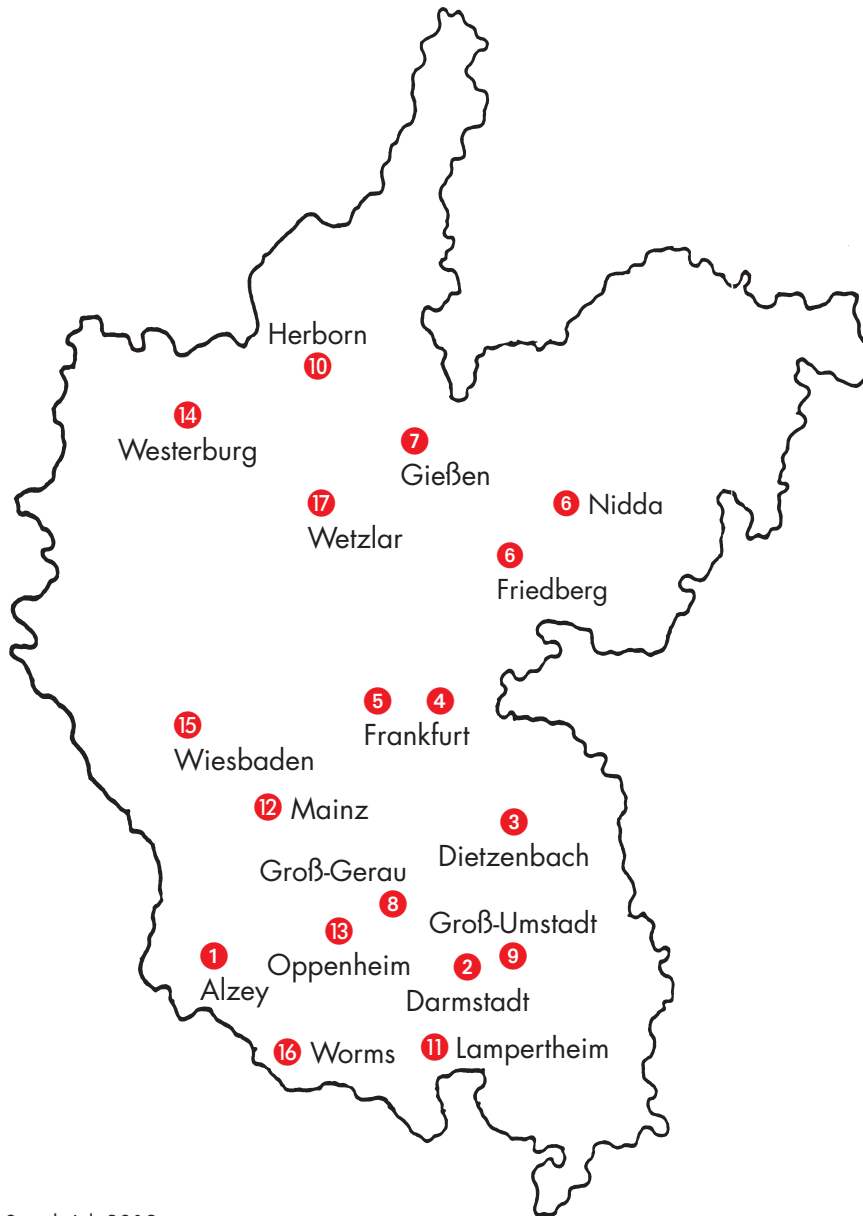 Herborn
10
14
Westerburg
7
Gießen
17
Wetzlar
6 Nidda
6
Friedberg
5 4
Frankfurt
15
Wiesbaden
12 Mainz
3
Dietzenbach
Groß-Gerau
8
Groß-Umstadt
13
Oppenheim
9
2
Darmstadt
1
Alzey
16 Worms
11 Lampertheim